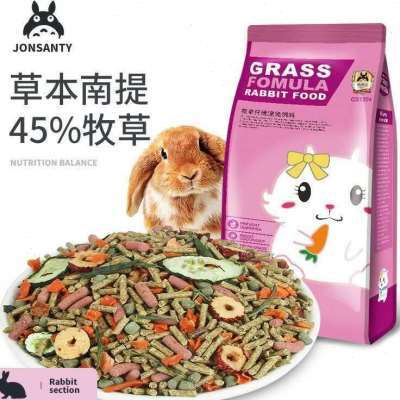 JONSANTY
草本南提
45%牧草
NUTRITION BALANCE
GRASS
FOMULA
RABBIT FOOD
Rabbit
section